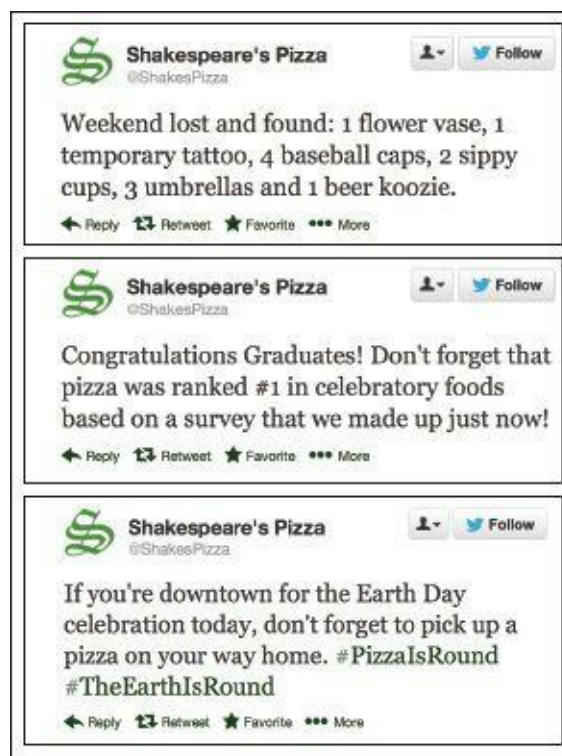 Shakespeare's Pizza
Follow
@ShakesPizza
Weekend lost and found: 1 flower vase, 1
temporary tattoo, 4 baseball caps, 2 sippy
cups, 3 umbrellas and 1 beer koozie.
Reply Retweet Favorite More
Shakespeare's Pizza
Follow
@ShakesPizza
Congratulations Graduates! Don't forget that
pizza was ranked #1 in celebratory foods
based on a survey that we made up just now!
Reply Retweet Favorite More
Shakespeare's Pizza
Follow
@ShakesPizza
If you're downtown for the Earth Day
celebration today, don't forget to pick up a
pizza on your way home. #PizzaIsRound
#TheEarthIsRound
Reply Retweet Favorite More